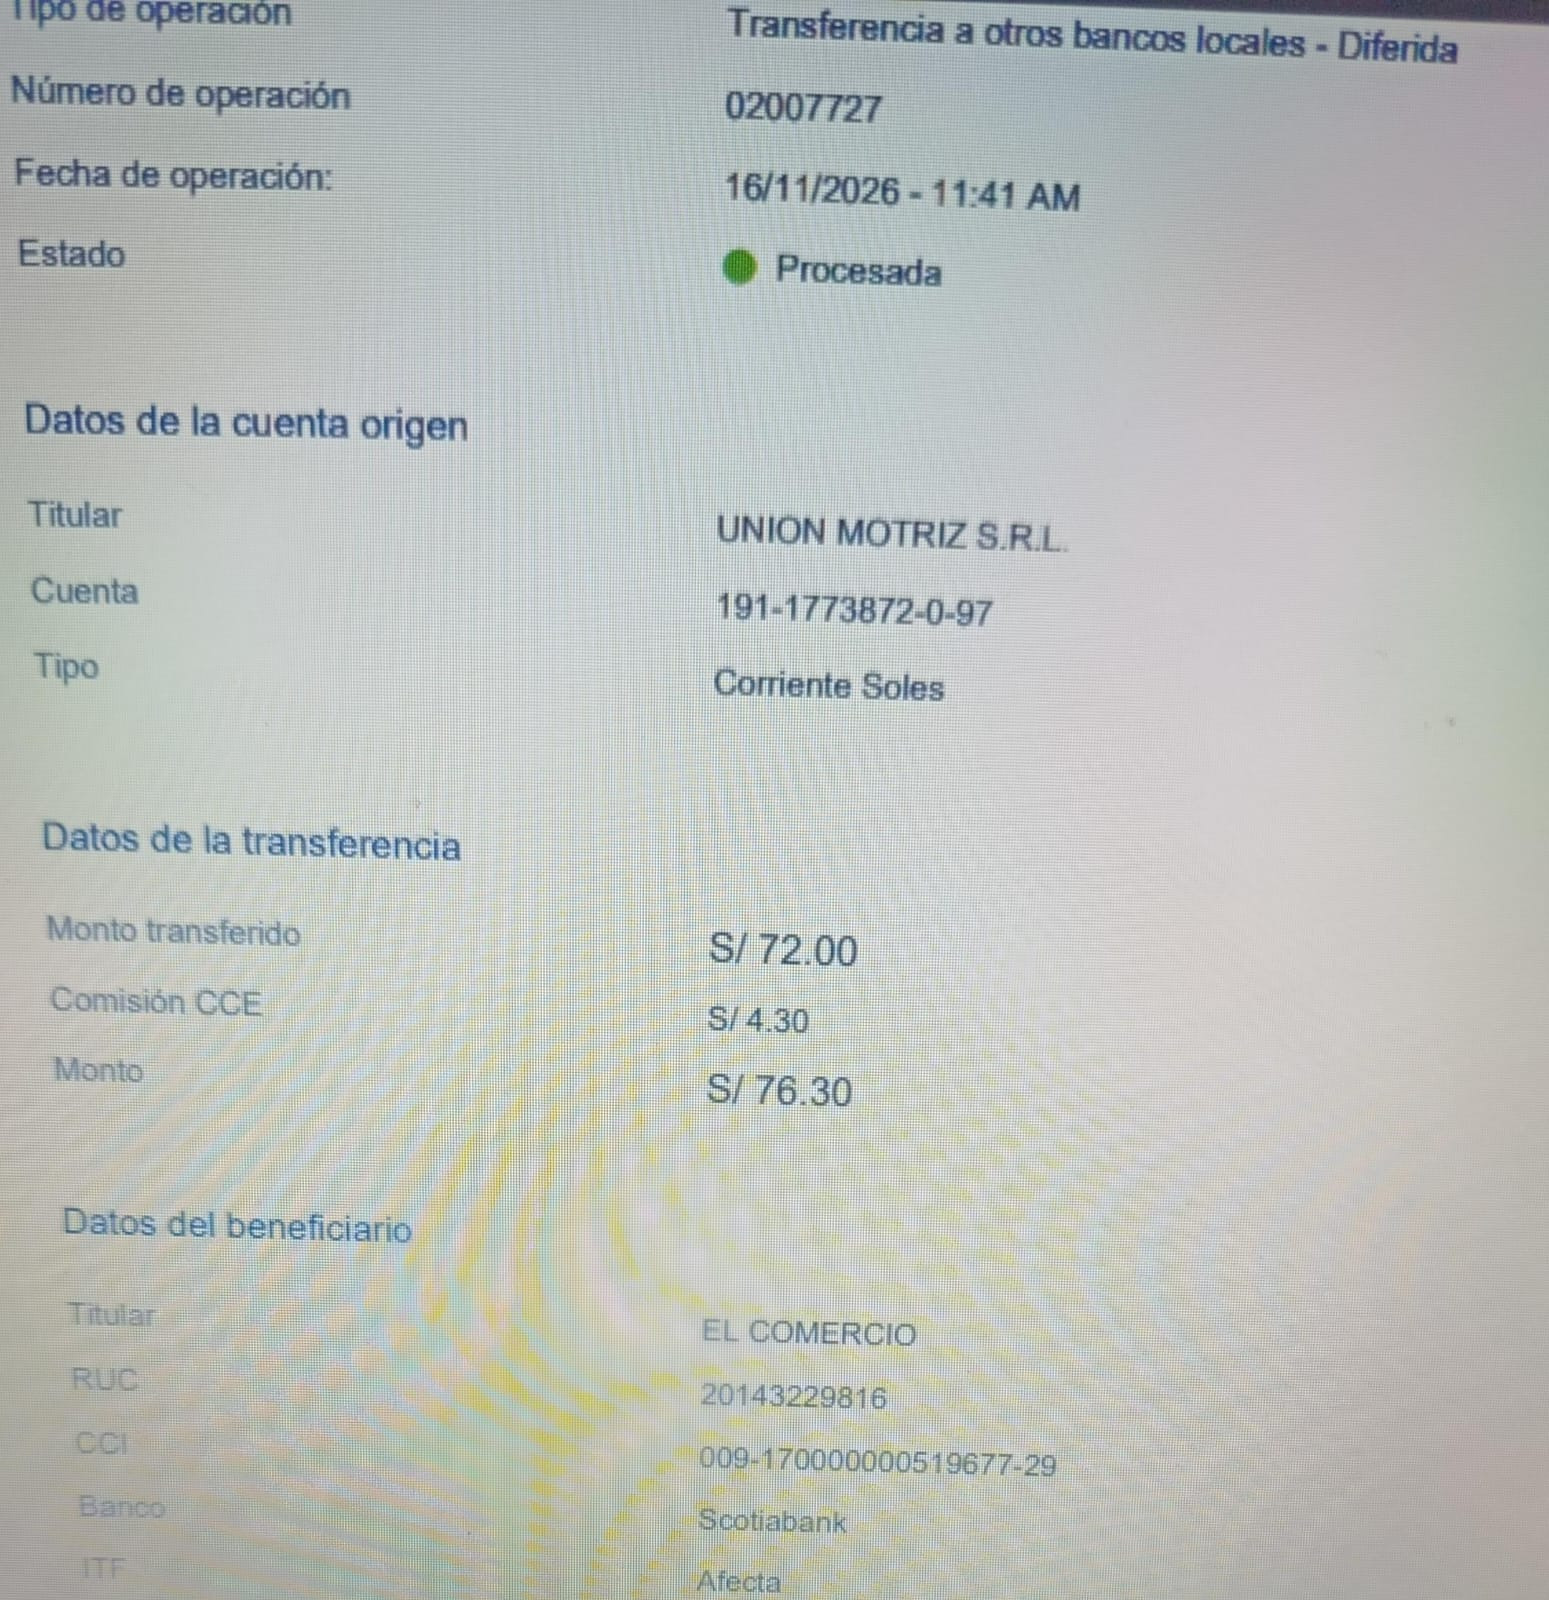 Tipo de operación Transferencia a otros bancos locales - Diferida
Número de operación 02007727
Fecha de operación: 16/11/2026 - 11:41 AM
Estado Procesada
Datos de la cuenta origen
Titular UNION MOTRIZ S.R.L.
Cuenta 191-1773872-0-97
Tipo Corriente Soles
Datos de la transferencia
Monto transferido S/ 72.00
Comisión CCE S/ 4.30
Monto S/ 76.30
Datos del beneficiario
Titular EL COMERCIO
RUC 20143229816
CCI 009-170000000519677-29
Banco Scotiabank
ITF Afecta